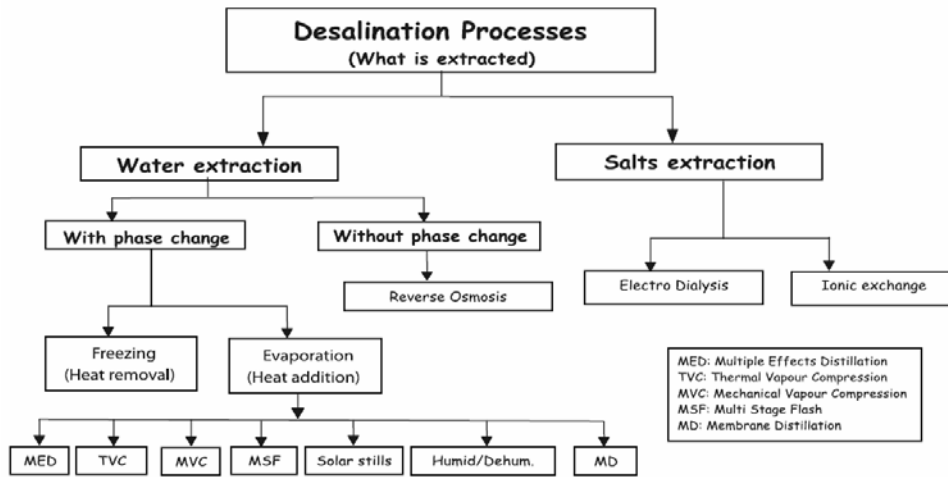 Desalination Processes
(What is extracted)
Water extraction
Salts extraction
With phase change
Without phase change
Reverse Osmosis
Electro Dialysis
Ionic exchange
Freezing
(Heat removal)
Evaporation
(Heat addition)
MED: Multiple Effects Distillation
TVC: Thermal Vapour Compression
MVC: Mechanical Vapour Compression
MSF: Multi Stage Flash
MD: Membrane Distillation
MED
TVC
MVC
MSF
Solar stills
Humid/Dehum.
MD